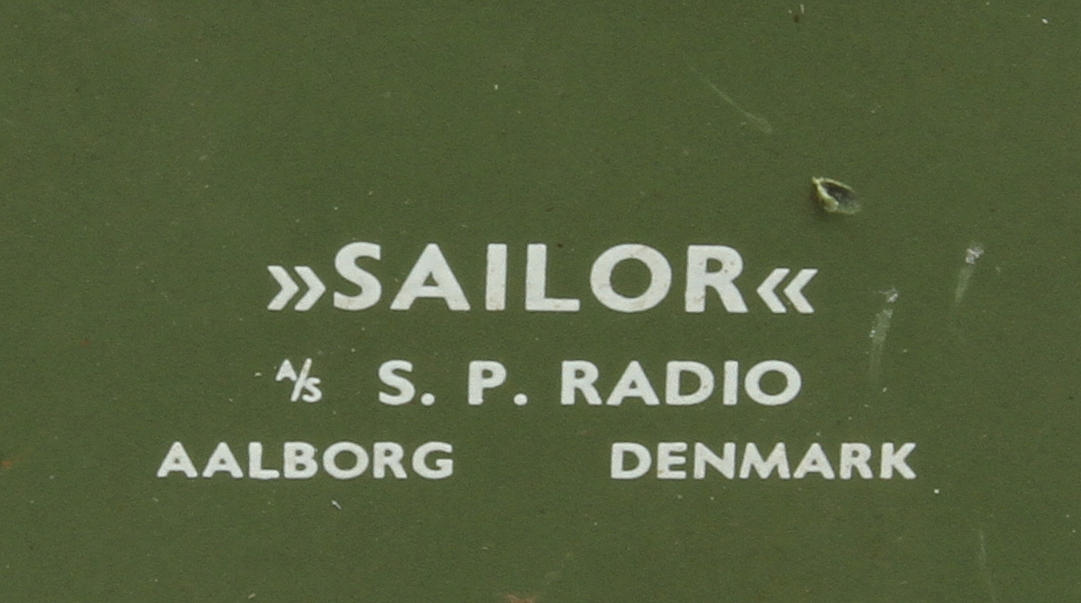 »SAILOR«
A/S S. P. RADIO
AALBORG DENMARK